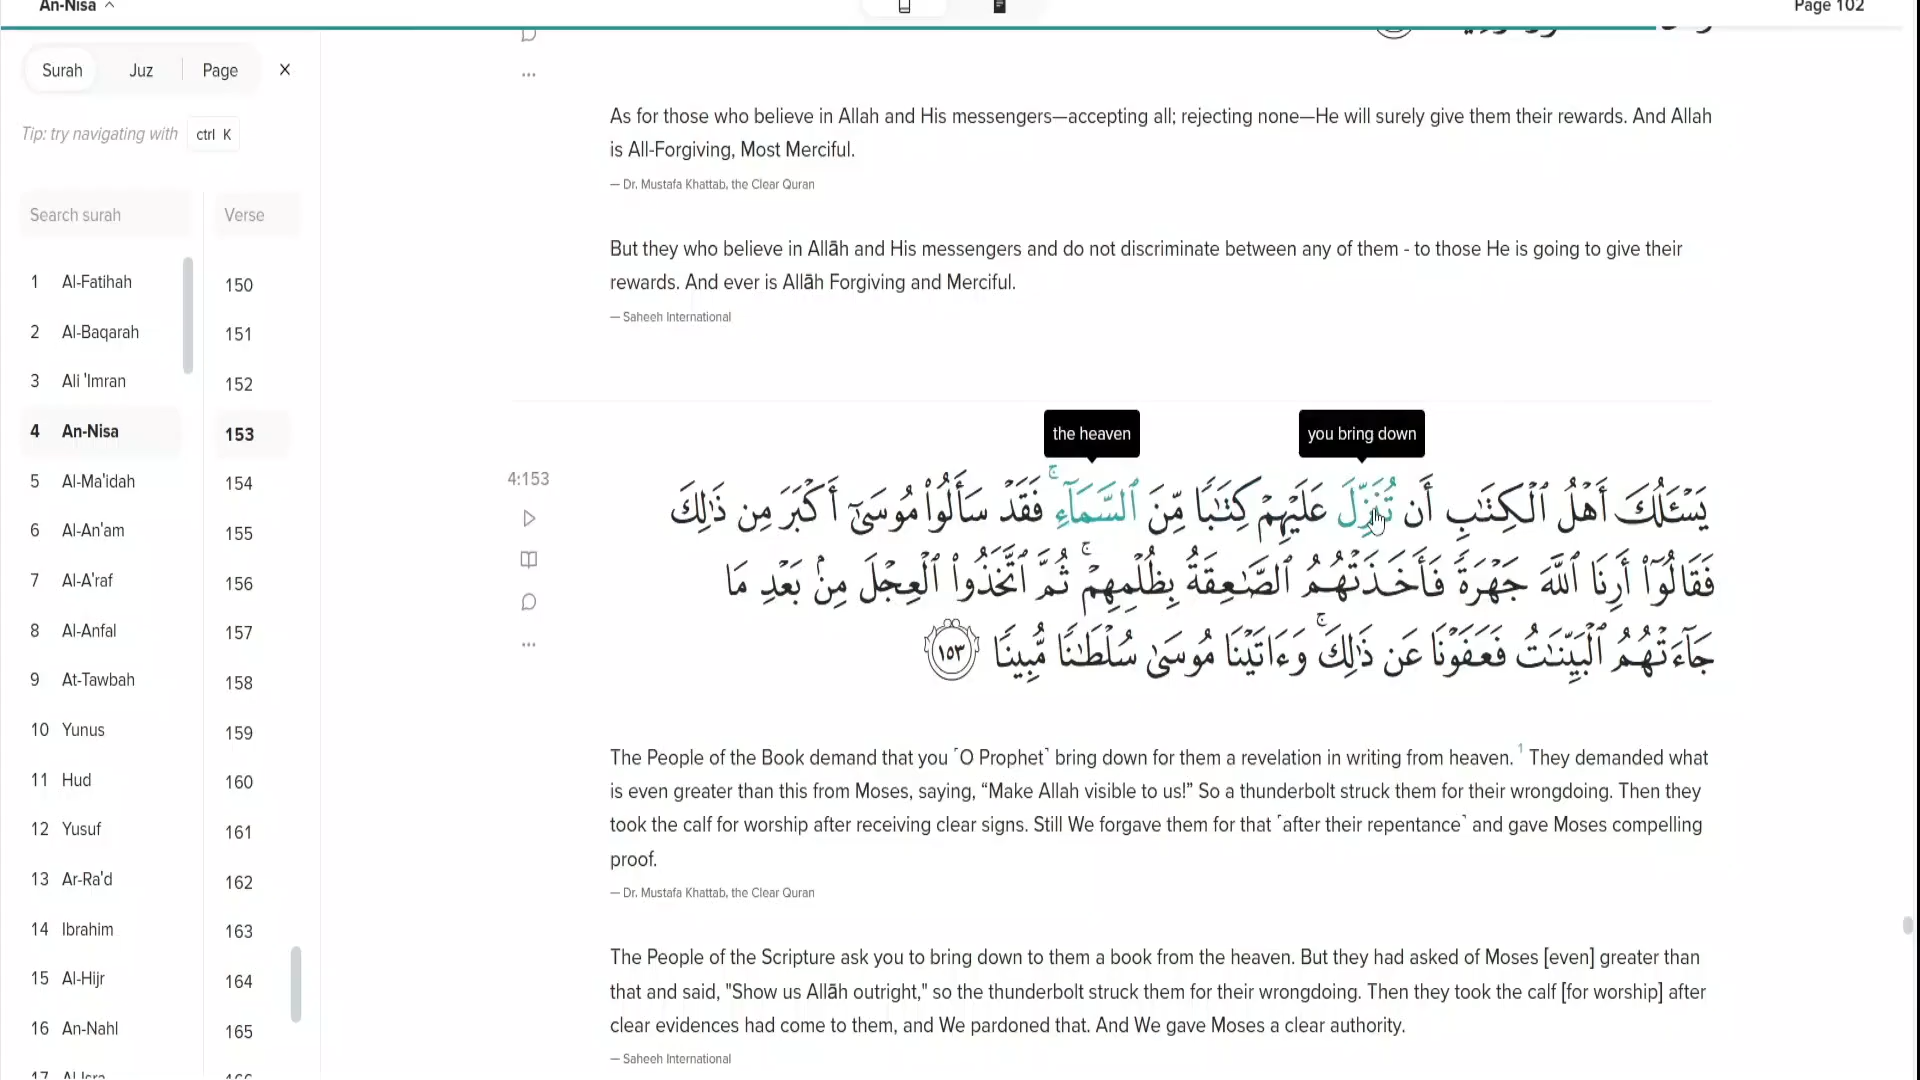 An-Nisa
Page 102
Surah
Juz
Page
Tip: try navigating with ctrl K
Search surah
Verse
1 Al-Fatihah
2 Al-Baqarah
3 Ali 'Imran
4 An-Nisa
5 Al-Ma'idah
6 Al-An'am
7 Al-A'raf
8 Al-Anfal
9 At-Tawbah
10 Yunus
11 Hud
12 Yusuf
13 Ar-Ra'd
14 Ibrahim
15 Al-Hijr
16 An-Nahl
17 Al-Isra
150
151
152
153
154
155
156
157
158
159
160
161
162
163
164
165
As for those who believe in Allah and His messengers—accepting all; rejecting none—He will surely give them their rewards. And Allah
is All-Forgiving, Most Merciful.
— Dr. Mustafa Khattab, the Clear Quran
But they who believe in Allāh and His messengers and do not discriminate between any of them - to those He is going to give their
rewards. And ever is Allāh Forgiving and Merciful.
— Saheeh International
the heaven
you bring down
4:153
يَسْـَٔلُكَ أَهْلُ ٱلْكِتَـٰبِ أَن تُنَزِّلَ عَلَيْهِمْ كِتَـٰبًا مِّنَ ٱلسَّمَآءِ ۚ فَقَدْ سَأَلُوا۟ مُوسَىٰٓ أَكْبَرَ مِن ذَٰلِكَ
فَقَالُوٓا۟ أَرِنَا ٱللَّهَ جَهْرَةً فَأَخَذَتْهُمُ ٱلصَّـٰعِقَةُ بِظُلْمِهِمْ ۚ ثُمَّ ٱتَّخَذُوا۟ ٱلْعِجْلَ مِنۢ بَعْدِ مَا
جَآءَتْهُمُ ٱلْبَيِّنَـٰتُ فَعَفَوْنَا عَن ذَٰلِكَ ۚ وَءَاتَيْنَا مُوسَىٰ سُلْطَـٰنًا مُّبِينًا ١٥٣
The People of the Book demand that you ˹O Prophet˺ bring down for them a revelation in writing from heaven. 1 They demanded what
is even greater than this from Moses, saying, “Make Allah visible to us!” So a thunderbolt struck them for their wrongdoing. Then they
took the calf for worship after receiving clear signs. Still We forgave them for that ˹after their repentance˺ and gave Moses compelling
proof.
— Dr. Mustafa Khattab, the Clear Quran
The People of the Scripture ask you to bring down to them a book from the heaven. But they had asked of Moses [even] greater than
that and said, "Show us Allāh outright," so the thunderbolt struck them for their wrongdoing. Then they took the calf [for worship] after
clear evidences had come to them, and We pardoned that. And We gave Moses a clear authority.
— Saheeh International